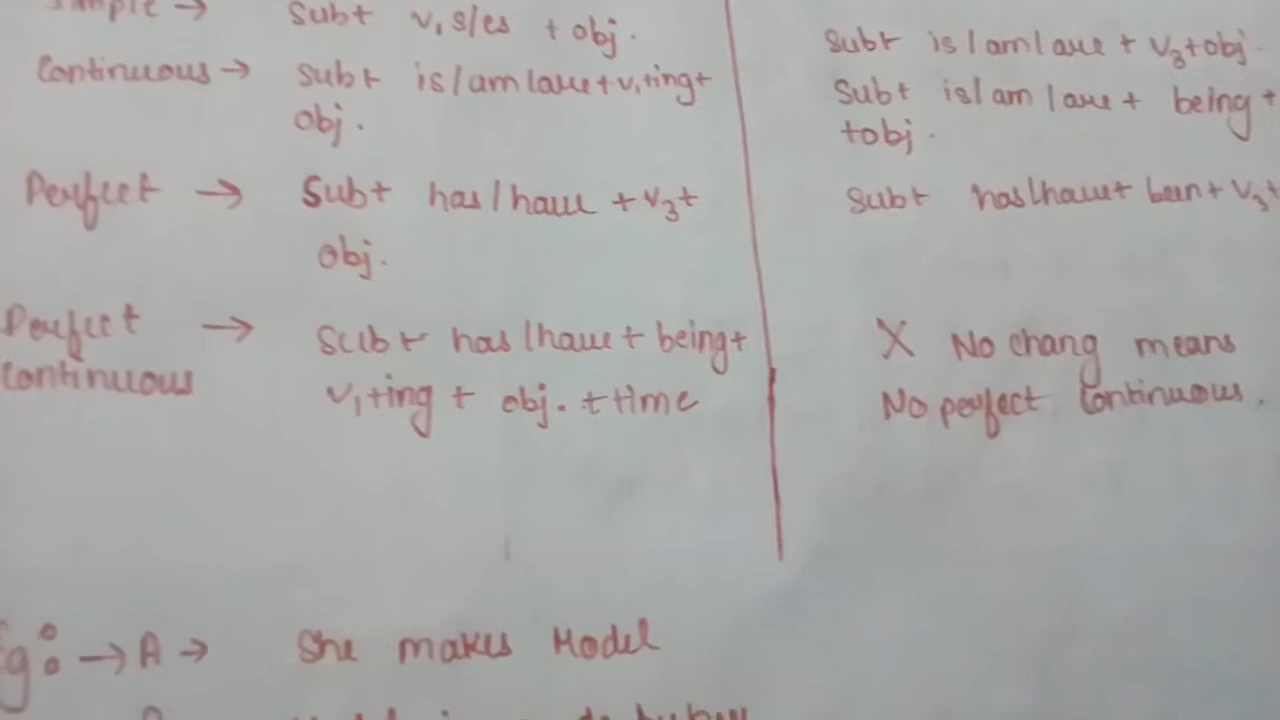 Simple → Sub+ v1 s/es + obj.
Sub+ is/am/are + v3+obj.
Continuous → Sub+ is/am/are+v1+ing+
obj.
Sub+ is/am/are+ being +
+obj.
Perfect → Sub+ has/have +v3+
obj.
Sub+ has/have+ been+ v3+
Perfect → Sub+ has/have+ being+
Continuous v1+ing + obj. + time
X No chang means
No perfect Continuous.
Eg: → A → She makes Model